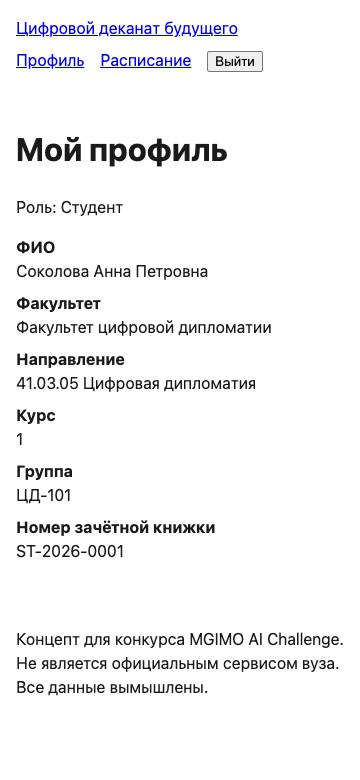 Цифровой деканат будущего
Профиль Расписание Выйти
Мой профиль
Роль: Студент
ФИО
Соколова Анна Петровна
Факультет
Факультет цифровой дипломатии
Направление
41.03.05 Цифровая дипломатия
Курс
1
Группа
ЦД-101
Номер зачётной книжки
ST-2026-0001
Концепт для конкурса MGIMO AI Challenge.
Не является официальным сервисом вуза.
Все данные вымышлены.